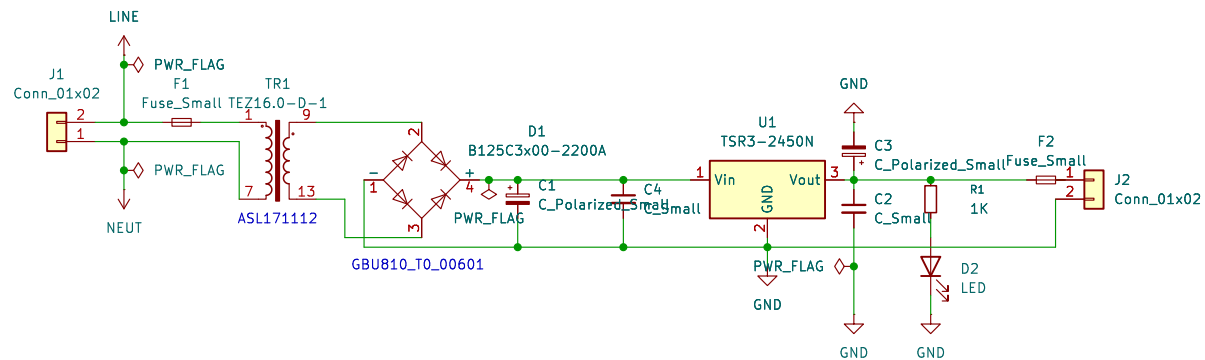 LINE
PWR_FLAG
J1
Conn_01x02
2
1
F1
Fuse_Small
TR1
TEZ16.0-D-1
1
9
7
13
PWR_FLAG
NEUT
ASL171112
2
-
1
+
4
3
D1
B125C3x00-2200A
GBU810_T0_00601
PWR_FLAG
C1
C_Polarized_Small
C4
C_Small
U1
TSR3-2450N
1
Vin
Vout
3
GND
2
PWR_FLAG
GND
GND
C3
C_Polarized_Small
C2
C_Small
GND
R1
1K
D2
LED
GND
F2
Fuse_Small
1
2
J2
Conn_01x02